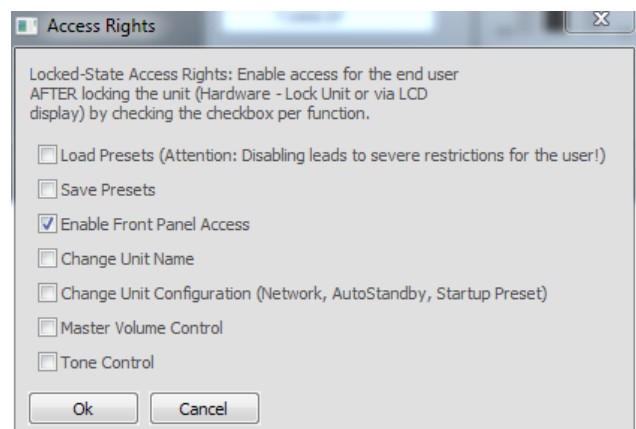 Access Rights
Locked-State Access Rights: Enable access for the end user
AFTER locking the unit (Hardware - Lock Unit or via LCD
display) by checking the checkbox per function.
Load Presets (Attention: Disabling leads to severe restrictions for the user!)
Save Presets
Enable Front Panel Access
Change Unit Name
Change Unit Configuration (Network, AutoStandby, Startup Preset)
Master Volume Control
Tone Control
Ok Cancel